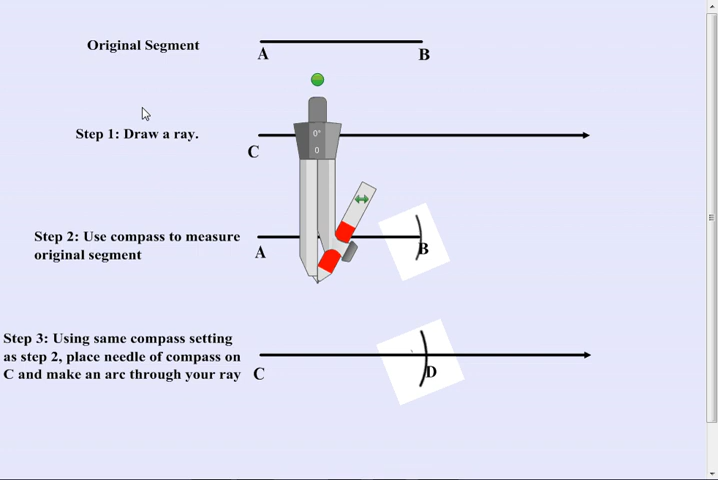 Original Segment
A
B
0°
0
Step 1: Draw a ray.
C
Step 2: Use compass to measure
original segment
A
B
Step 3: Using same compass setting
as step 2, place needle of compass on
C and make an arc through your ray
C
D